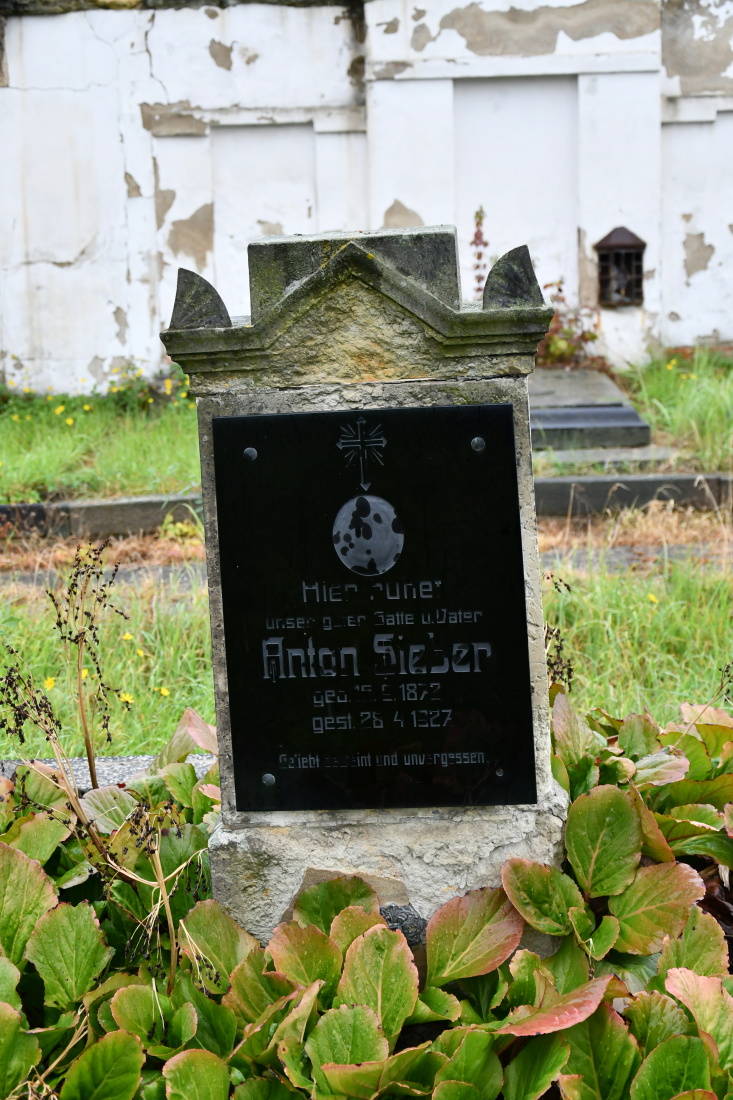 Hier ruhet
unser guter Gatte u. Vater
Anton Sieber
geb. 15. 1872
gest. 26 4. 1927
Geliebt beweint und unvergessen.